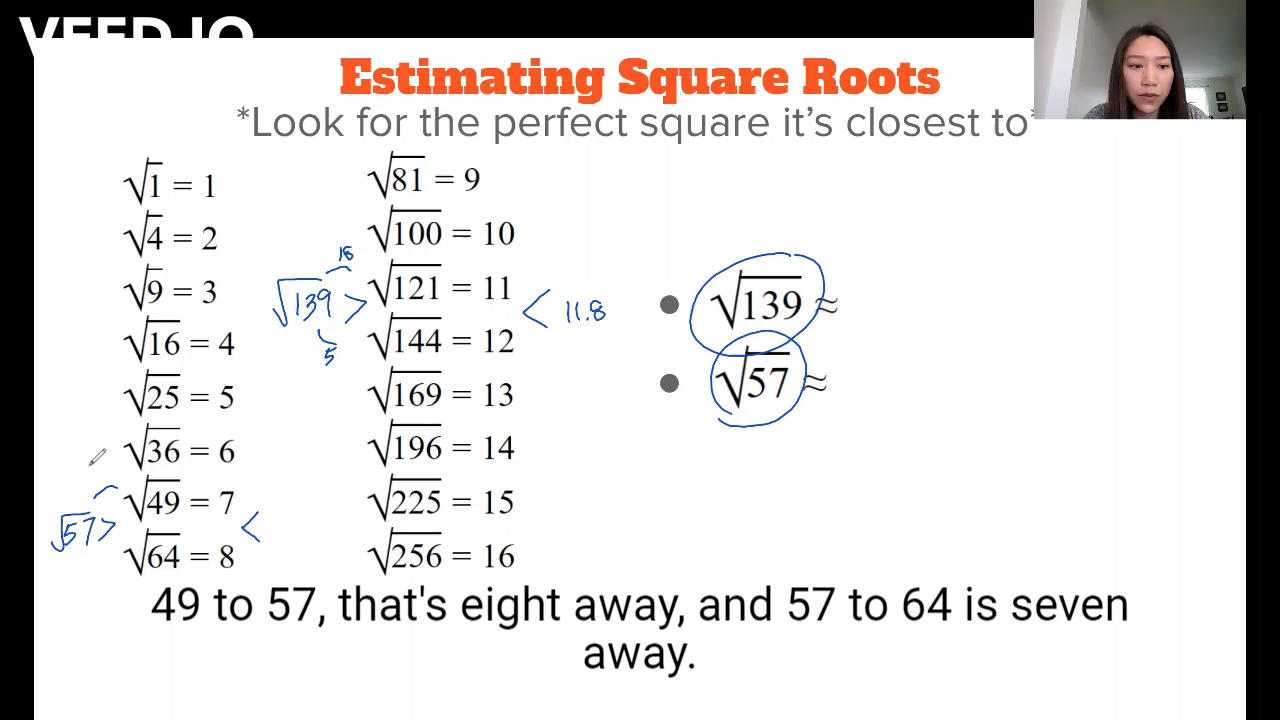 VEED.IO
Estimating Square Roots
*Look for the perfect square it's closest to*
√1 = 1
√4 = 2
√9 = 3
√16 = 4
√25 = 5
√36 = 6
√49 = 7
√64 = 8
√57 >
<
√81 = 9
√100 = 10
√121 = 11
√144 = 12
√169 = 13
√196 = 14
√225 = 15
√256 = 16
18
√139 >
5
< 11.8
• √139 ≈
• √57 ≈
49 to 57, that's eight away, and 57 to 64 is seven
away.